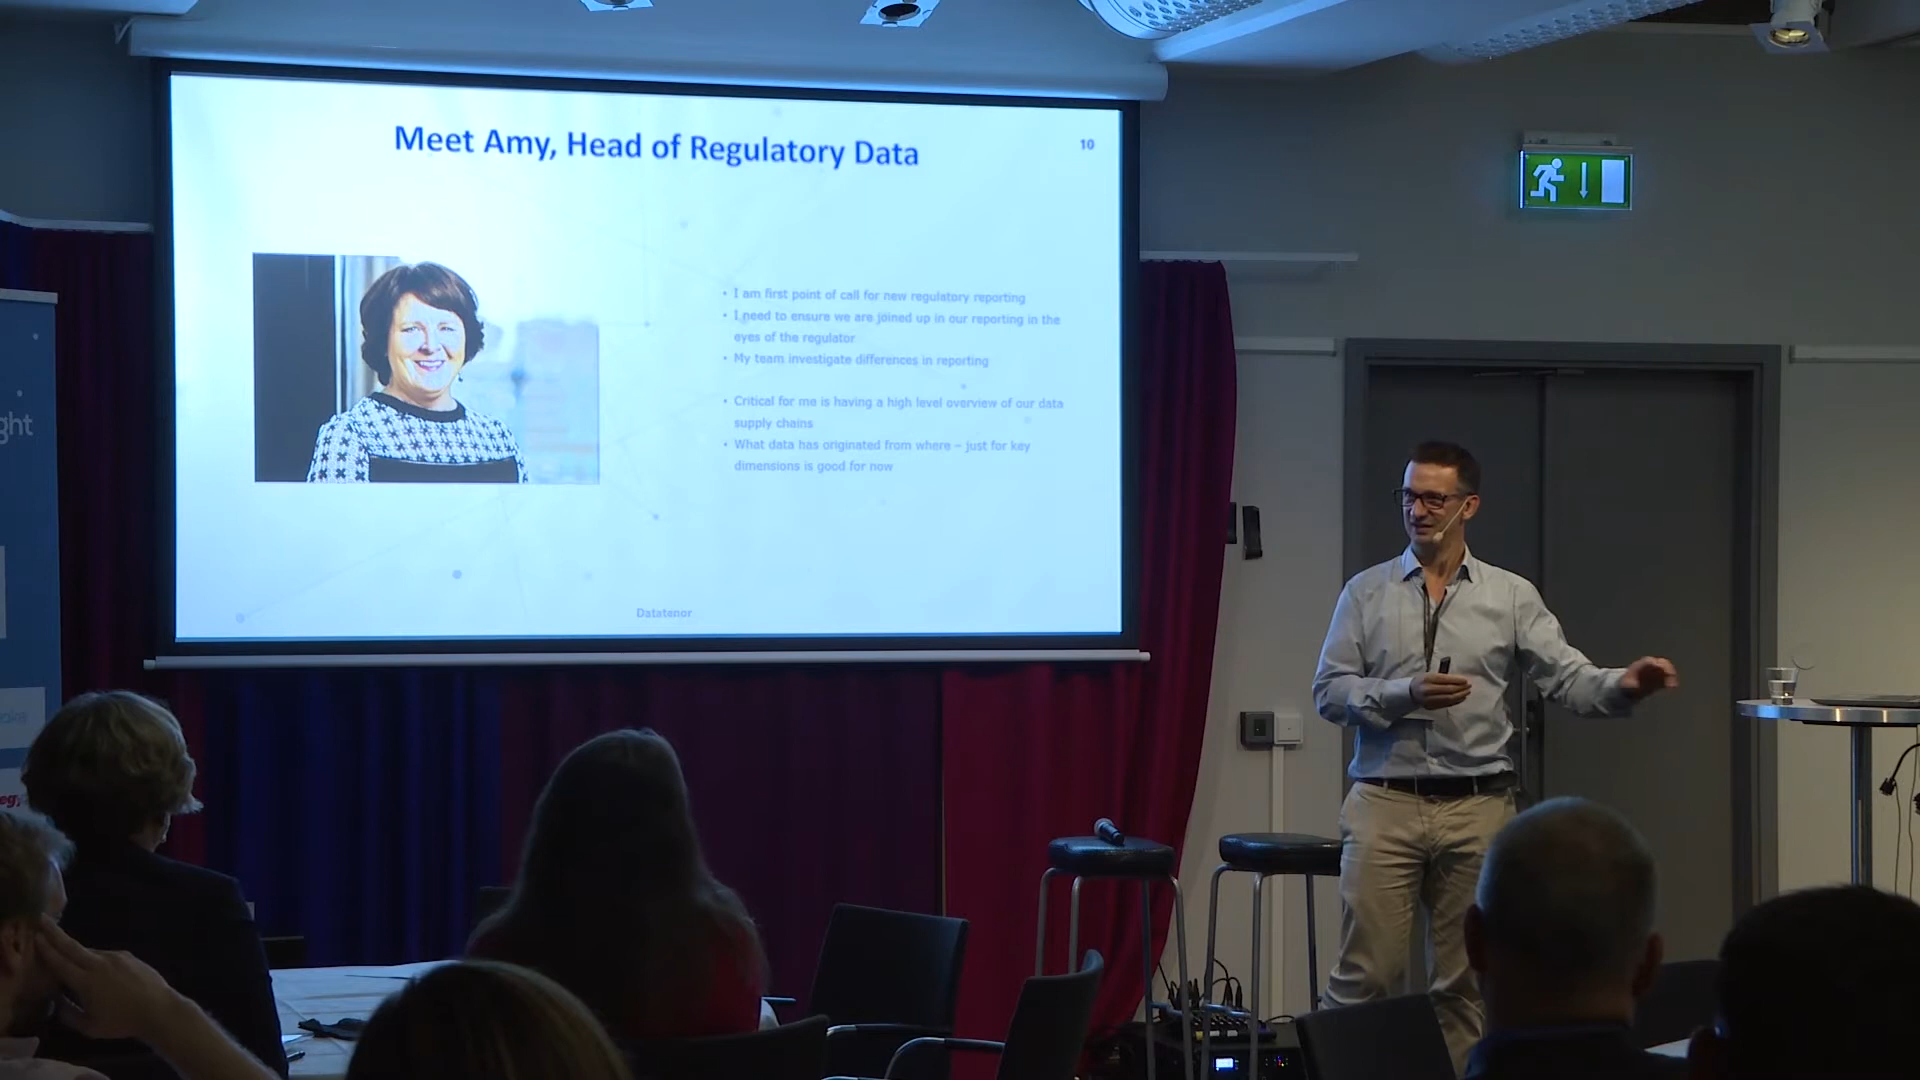 Meet Amy, Head of Regulatory Data
10
• I am first point of call for new regulatory reporting
• I need to ensure we are joined up in our reporting in the
eyes of the regulator
• My team investigate differences in reporting
• Critical for me is having a high level overview of our data
supply chains
• What data has originated from where – just for key
dimensions is good for now
Datatenor
ght